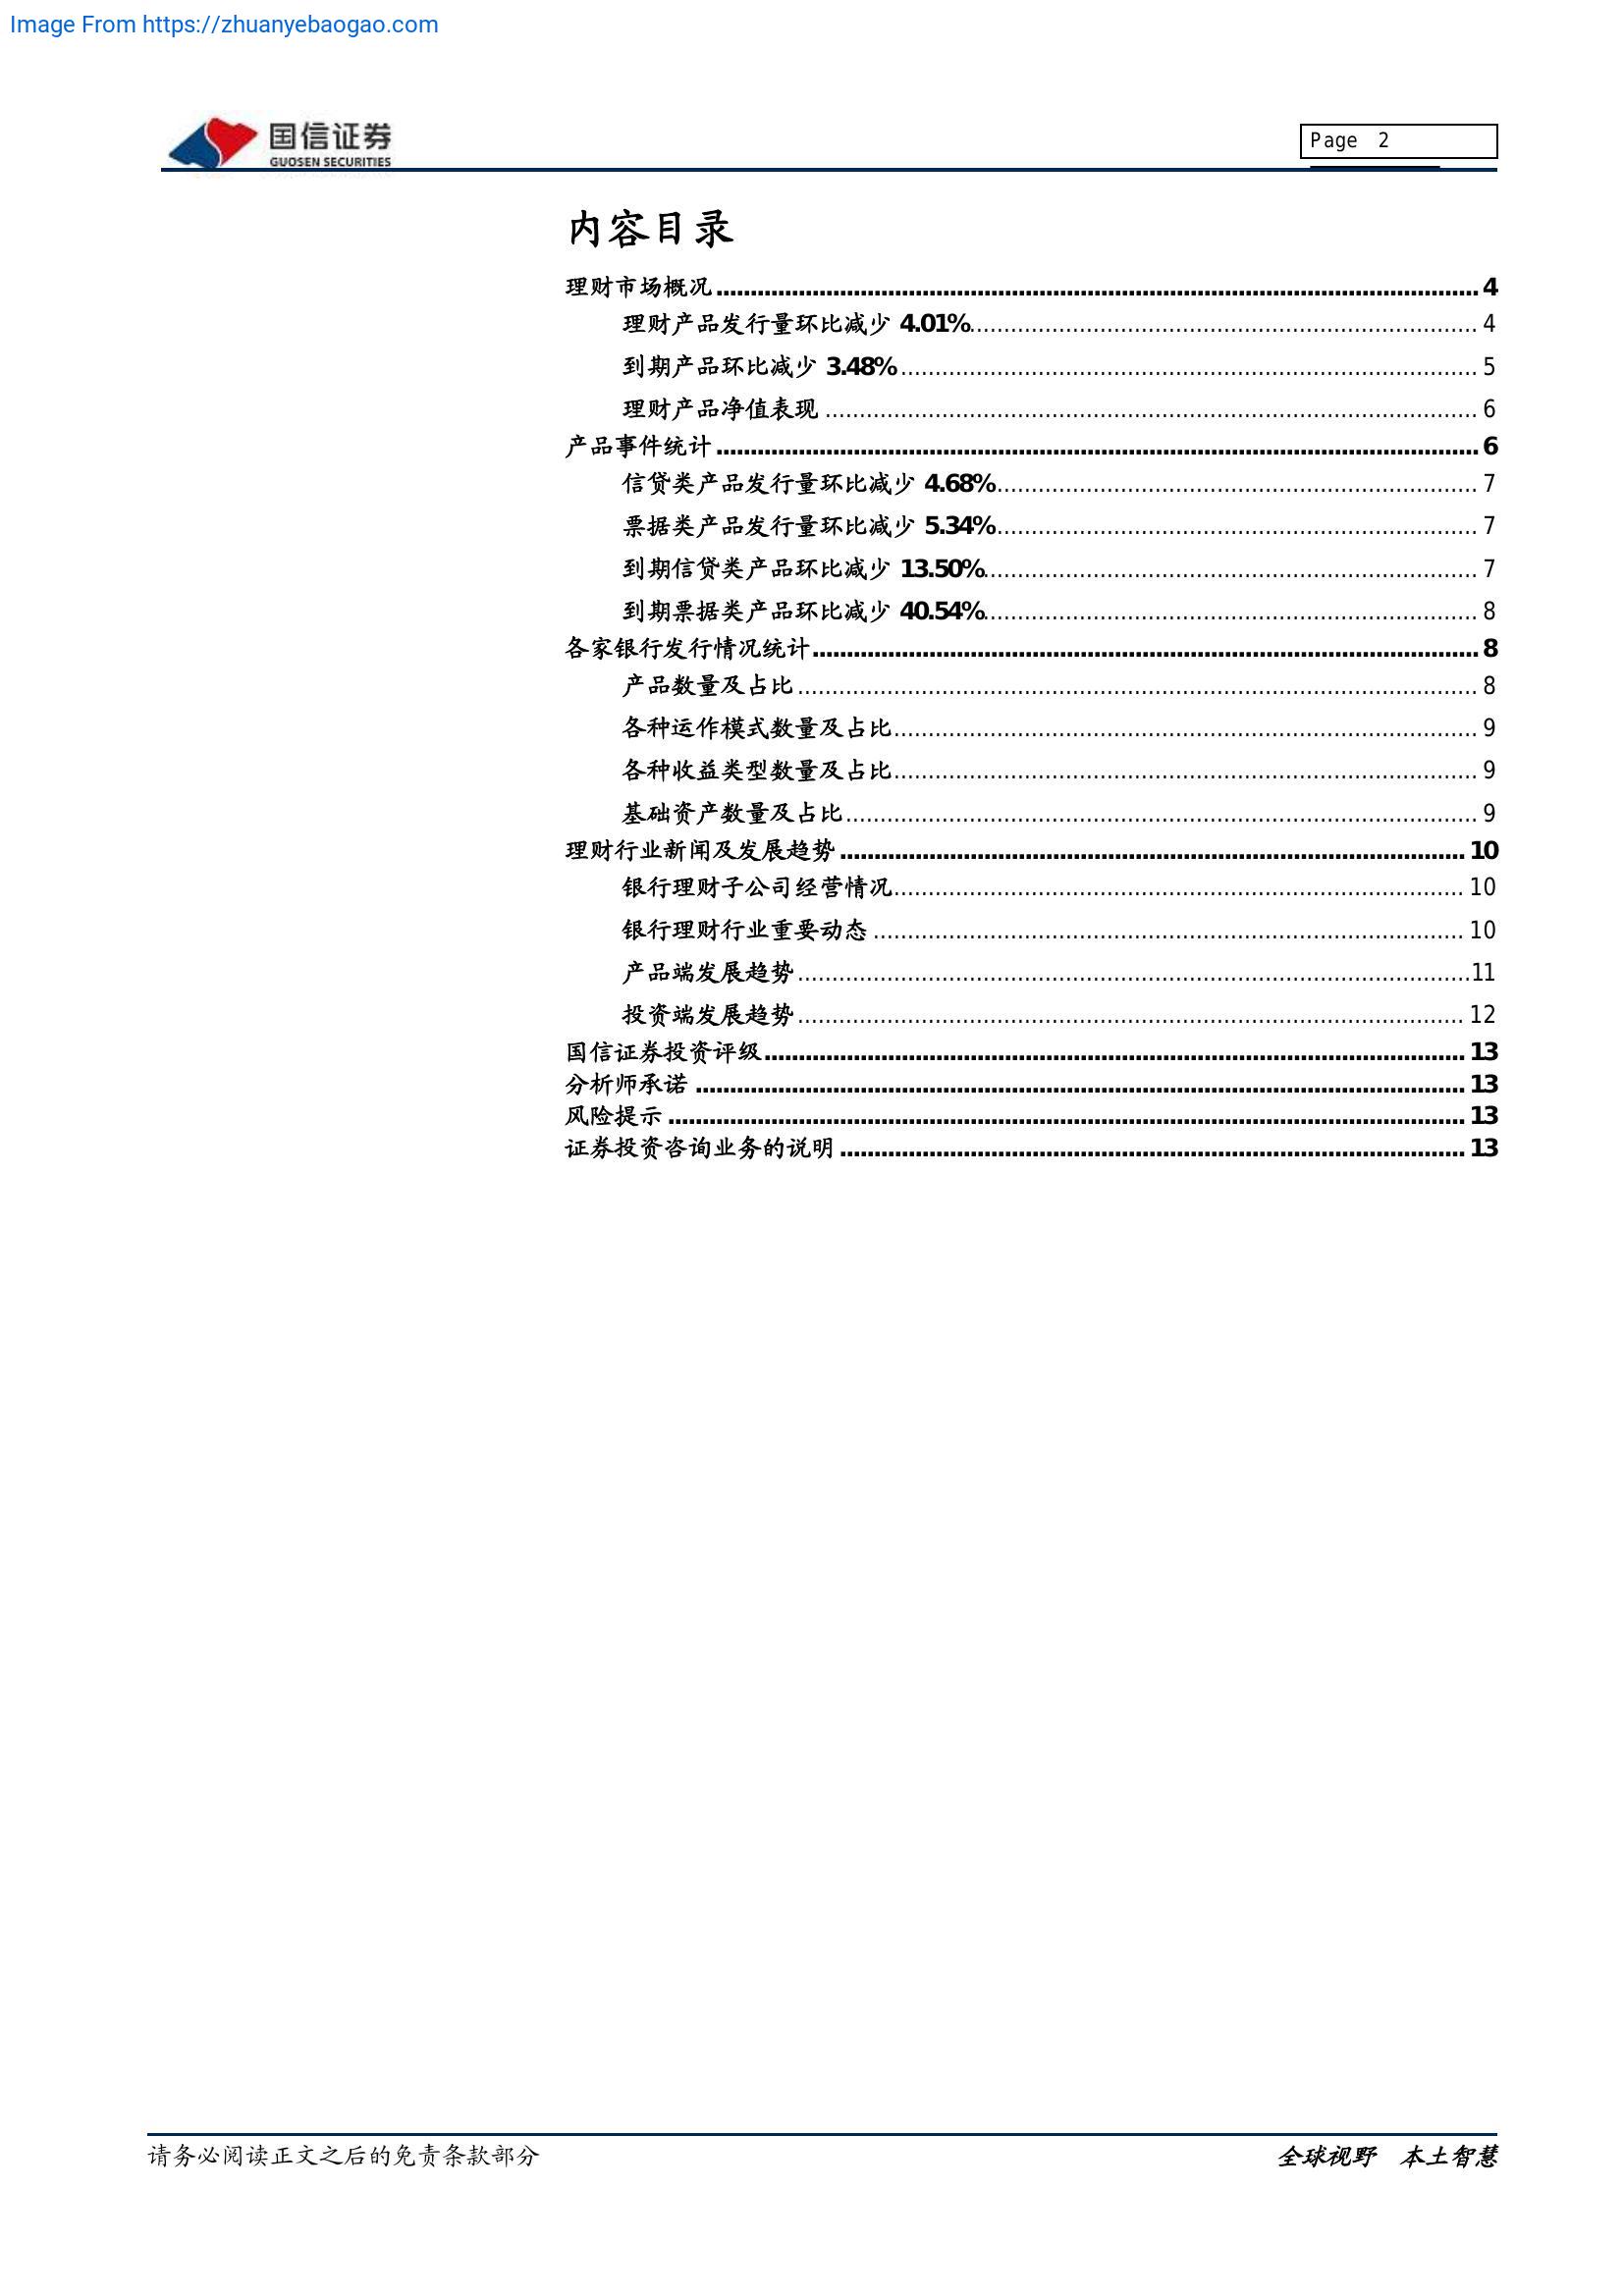 Image From https://zhuanyebaogao.com
国信证券
GUOSEN SECURITIES
Page 2
内容目录
理财市场概况 4
理财产品发行量环比减少 4.01% 4
到期产品环比减少 3.48% 5
理财产品净值表现 6
产品事件统计 6
信贷类产品发行量环比减少 4.68% 7
票据类产品发行量环比减少 5.34% 7
到期信贷类产品环比减少 13.50% 7
到期票据类产品环比减少 40.54% 8
各家银行发行情况统计 8
产品数量及占比 8
各种运作模式数量及占比 9
各种收益类型数量及占比 9
基础资产数量及占比 9
理财行业新闻及发展趋势 10
银行理财子公司经营情况 10
银行理财行业重要动态 10
产品端发展趋势 11
投资端发展趋势 12
国信证券投资评级 13
分析师承诺 13
风险提示 13
证券投资咨询业务的说明 13
请务必阅读正文之后的免责条款部分
全球视野 本土智慧